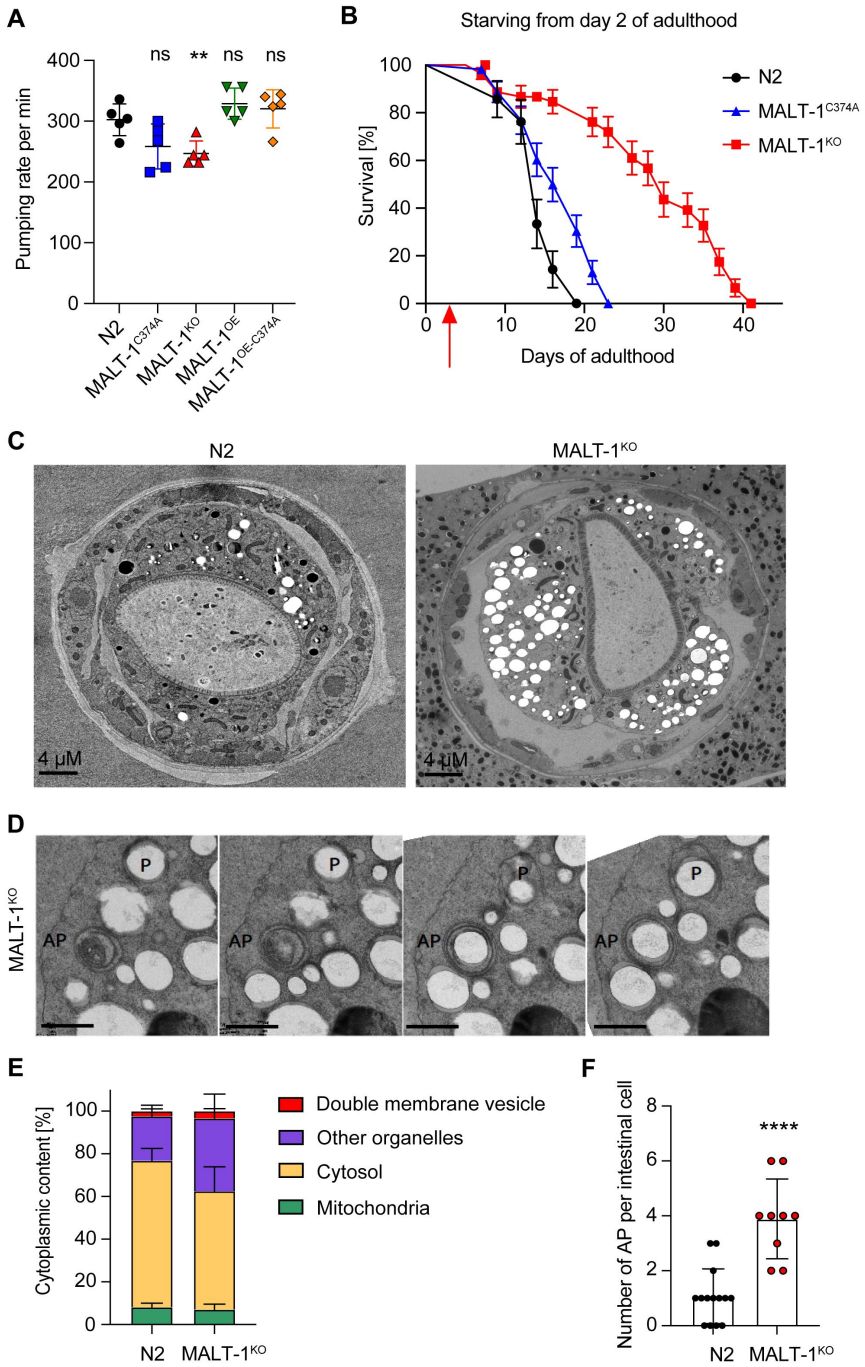 A
ns
**
ns
ns
400
300
200
100
0
Pumping rate per min
N2
MALT-1C374A
MALT-1KO
MALT-1OE
MALT-1OE-C374A
B
Starving from day 2 of adulthood
100
80
60
40
20
0
Survival [%]
0
10
20
30
40
Days of adulthood
N2
MALT-1C374A
MALT-1KO
C
N2
MALT-1KO
4 µM
4 µM
D
MALT-1KO
P
AP
P
AP
P
AP
P
AP
E
100
80
60
40
20
0
Cytoplasmic content [%]
N2
MALT-1KO
Double membrane vesicle
Other organelles
Cytosol
Mitochondria
F
8
6
4
2
0
Number of AP per intestinal cell
****
N2
MALT-1KO